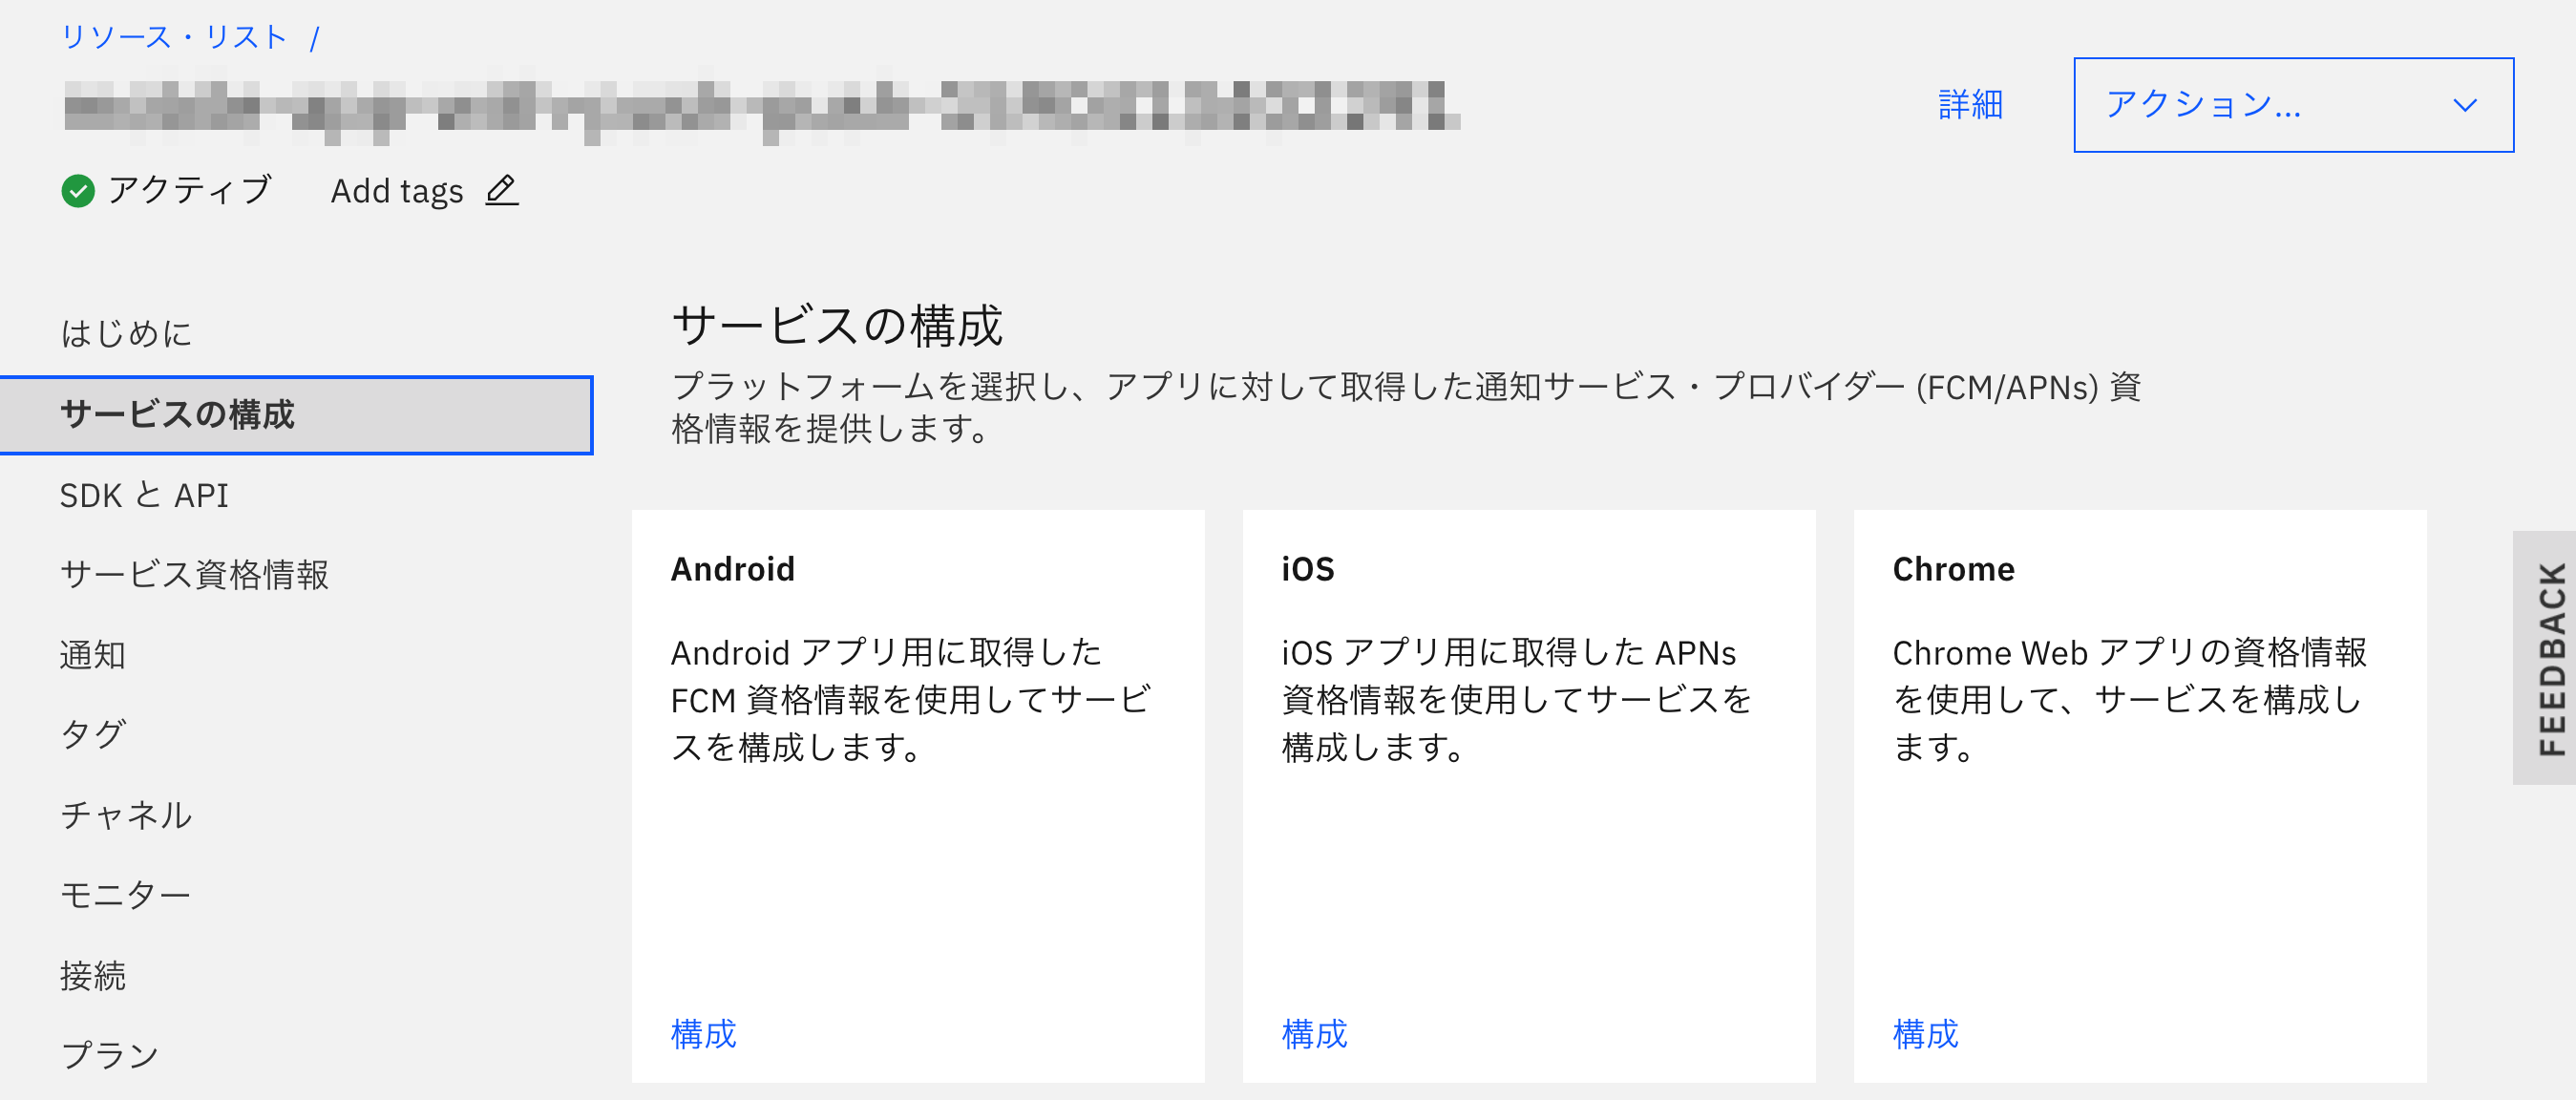 リソース・リスト /
詳細
アクション...
アクティブ
Add tags
はじめに
サービスの構成
SDK と API
サービス資格情報
通知
タグ
チャネル
モニター
接続
プラン
サービスの構成
プラットフォームを選択し、アプリに対して取得した通知サービス・プロバイダー (FCM/APNs) 資
格情報を提供します。
Android
Android アプリ用に取得した
FCM 資格情報を使用してサービ
スを構成します。
構成
iOS
iOS アプリ用に取得した APNs
資格情報を使用してサービスを
構成します。
構成
Chrome
Chrome Web アプリの資格情報
を使用して、サービスを構成し
ます。
構成
FEEDBACK